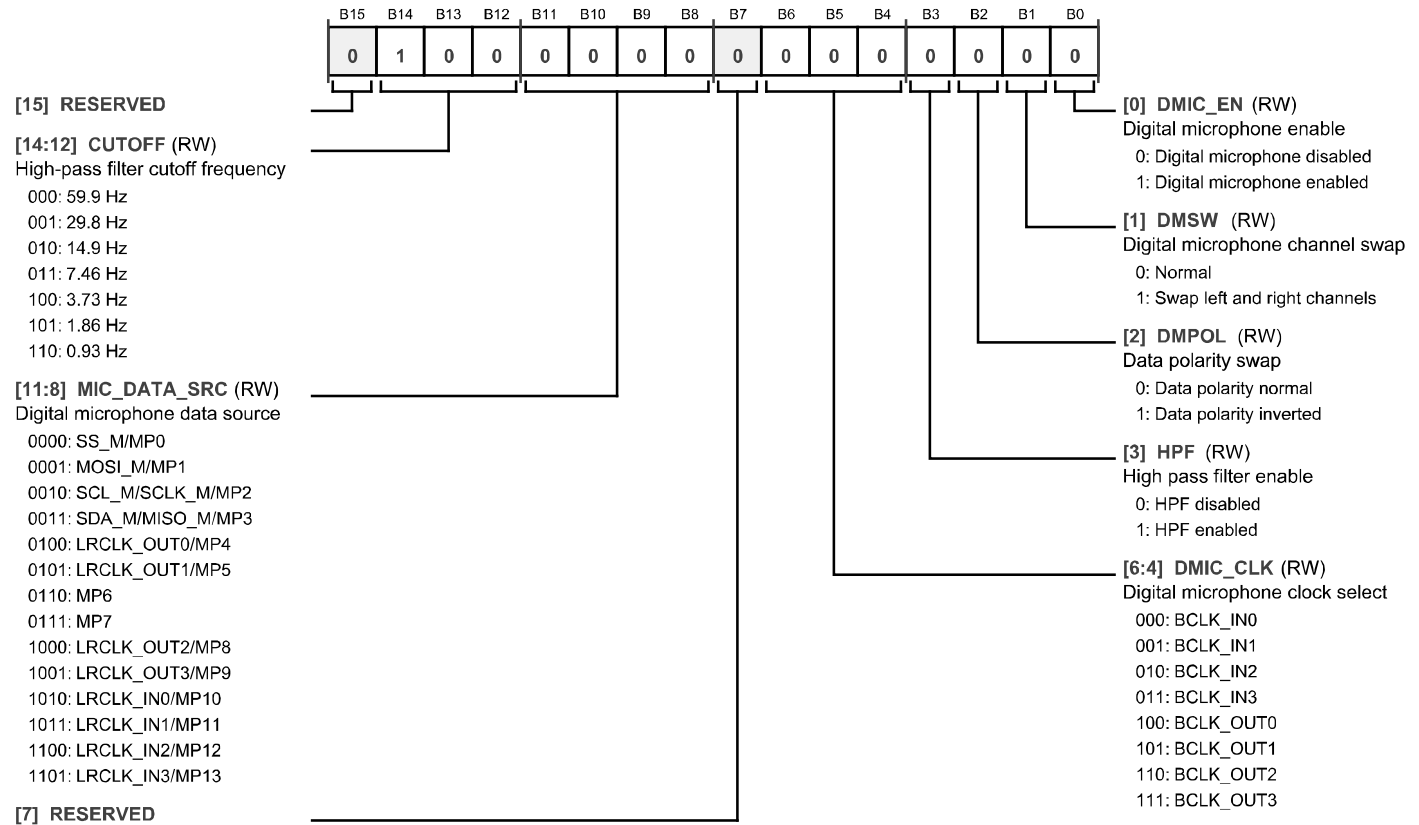 B15 B14 B13 B12 B11 B10 B9 B8 B7 B6 B5 B4 B3 B2 B1 B0
0 1 0 0 0 0 0 0 0 0 0 0 0 0 0 0
[15] RESERVED
[14:12] CUTOFF (RW)
High-pass filter cutoff frequency
000: 59.9 Hz
001: 29.8 Hz
010: 14.9 Hz
011: 7.46 Hz
100: 3.73 Hz
101: 1.86 Hz
110: 0.93 Hz
[11:8] MIC_DATA_SRC (RW)
Digital microphone data source
0000: SS_M/MP0
0001: MOSI_M/MP1
0010: SCL_M/SCLK_M/MP2
0011: SDA_M/MISO_M/MP3
0100: LRCLK_OUT0/MP4
0101: LRCLK_OUT1/MP5
0110: MP6
0111: MP7
1000: LRCLK_OUT2/MP8
1001: LRCLK_OUT3/MP9
1010: LRCLK_IN0/MP10
1011: LRCLK_IN1/MP11
1100: LRCLK_IN2/MP12
1101: LRCLK_IN3/MP13
[7] RESERVED
[0] DMIC_EN (RW)
Digital microphone enable
0: Digital microphone disabled
1: Digital microphone enabled
[1] DMSW (RW)
Digital microphone channel swap
0: Normal
1: Swap left and right channels
[2] DMPOL (RW)
Data polarity swap
0: Data polarity normal
1: Data polarity inverted
[3] HPF (RW)
High pass filter enable
0: HPF disabled
1: HPF enabled
[6:4] DMIC_CLK (RW)
Digital microphone clock select
000: BCLK_IN0
001: BCLK_IN1
010: BCLK_IN2
011: BCLK_IN3
100: BCLK_OUT0
101: BCLK_OUT1
110: BCLK_OUT2
111: BCLK_OUT3